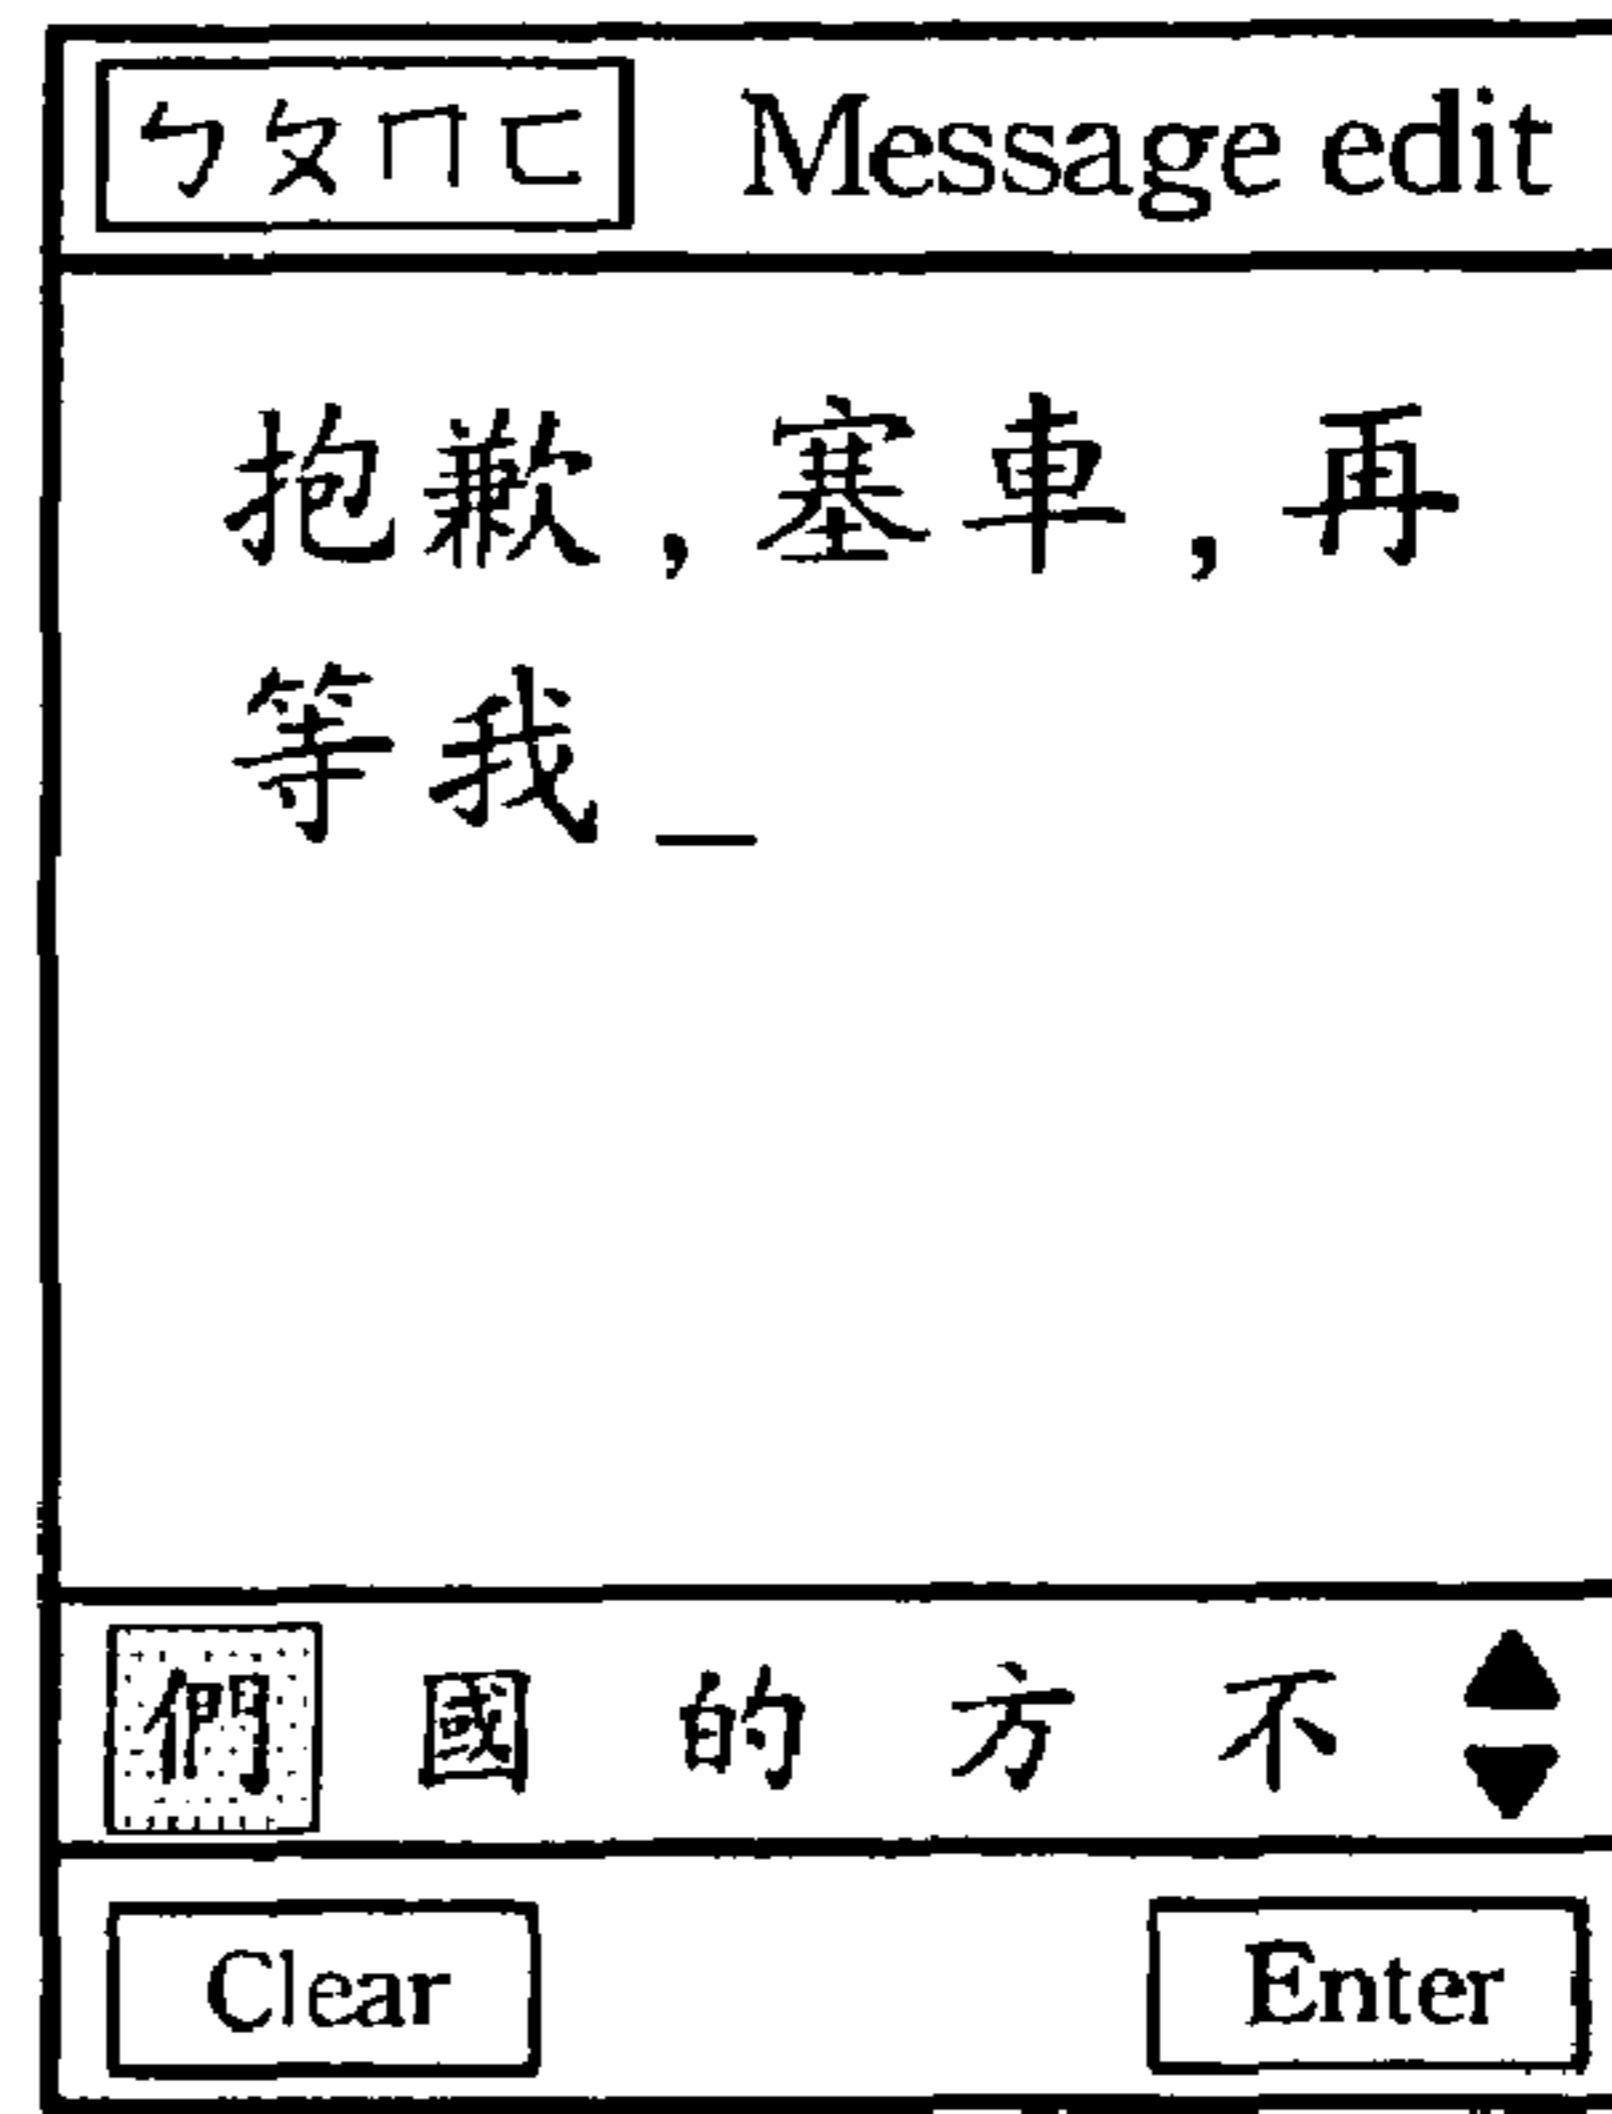 ㄅㄆㄇㄈ Message edit
抱歉,塞車,再
等我_
們 國 的 方 不
Clear Enter